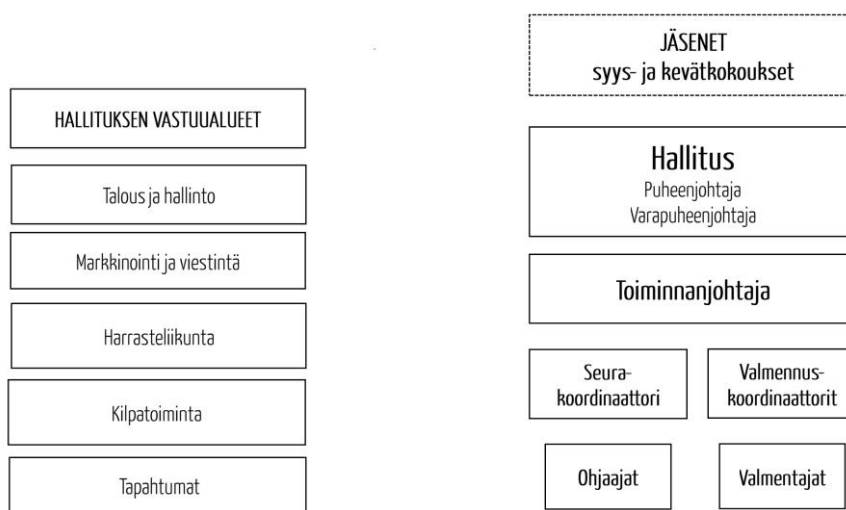 HALLITUKSEN VASTUUALUEET
Talous ja hallinto
Markkinointi ja viestintä
Harrasteliikunta
Kilpatoiminta
Tapahtumat
JÄSENET
syys- ja kevätkokoukset
Hallitus
Puheenjohtaja
Varapuheenjohtaja
Toiminnanjohtaja
Seura-
koordinaattori
Valmennus-
koordinaattorit
Ohjaajat
Valmentajat